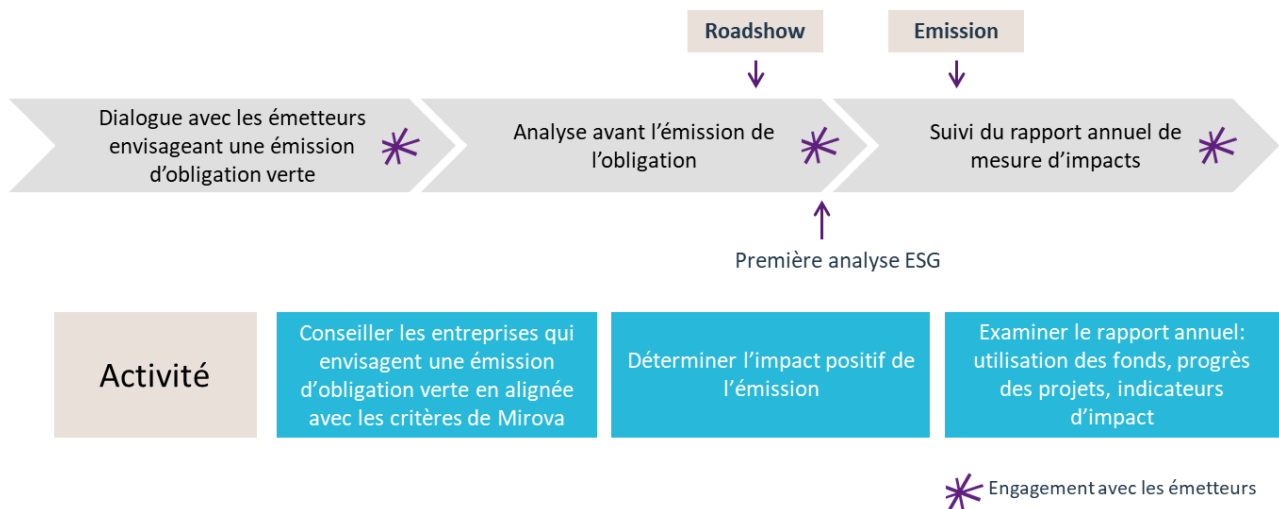 Roadshow
Emission
Dialogue avec les émetteurs
envisageant une émission
d'obligation verte
Analyse avant l'émission de
l'obligation
Suivi du rapport annuel de
mesure d'impacts
Première analyse ESG
Activité
Conseiller les entreprises qui
envisagent une émission
d'obligation verte en alignée
avec les critères de Mirova
Déterminer l'impact positif de
l'émission
Examiner le rapport annuel:
utilisation des fonds, progrès
des projets, indicateurs
d'impact
Engagement avec les émetteurs